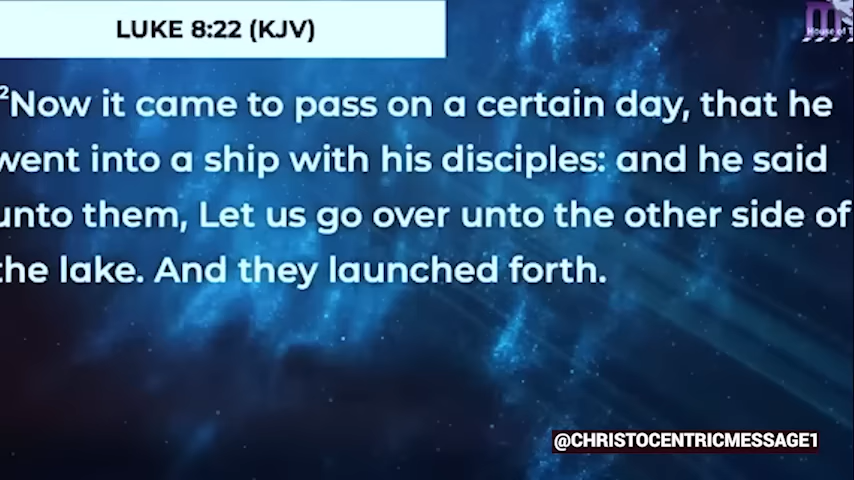 LUKE 8:22 (KJV)
²Now it came to pass on a certain day, that he
went into a ship with his disciples: and he said
unto them, Let us go over unto the other side of
the lake. And they launched forth.
@CHRISTOCENTRICMESSAGE1